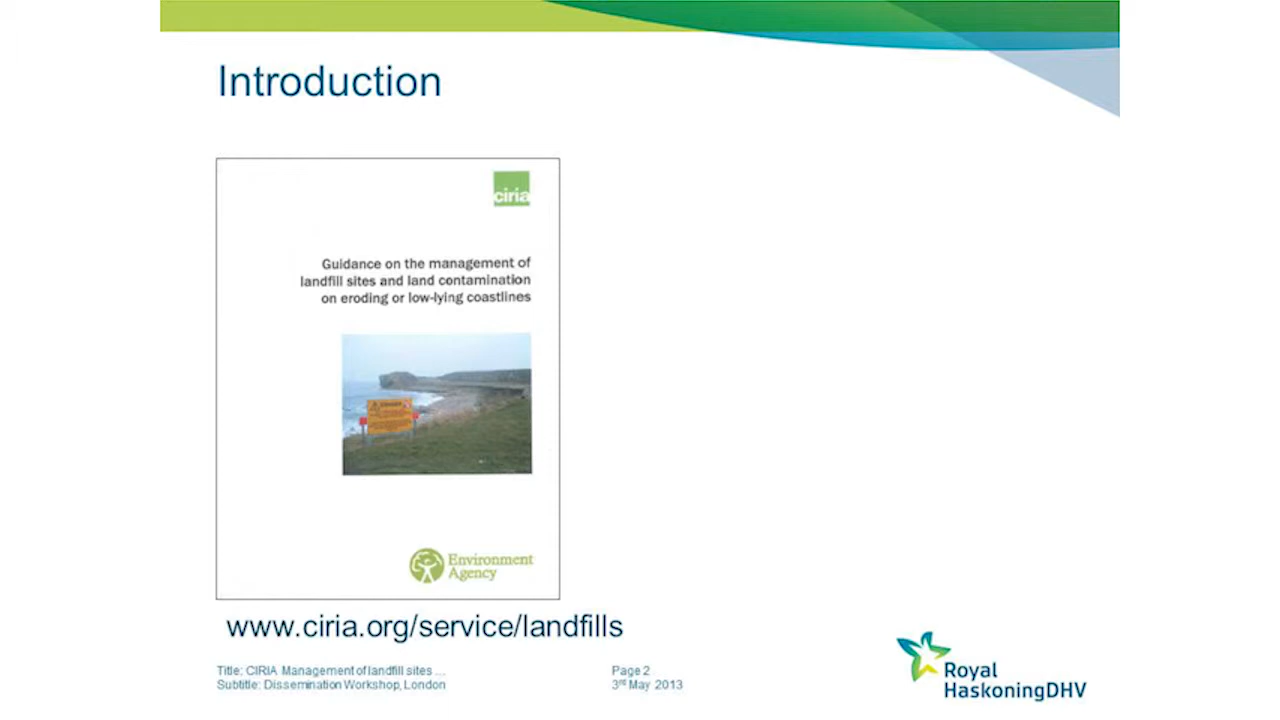 Introduction
ciria
Guidance on the management of
landfill sites and land contamination
on eroding or low-lying coastlines
Environment
Agency
www.ciria.org/service/landfills
Title: CIRIA Management of landfill sites ...
Subtitle: Dissemination Workshop, London
Page 2
3rd May 2013
Royal
HaskoningDHV